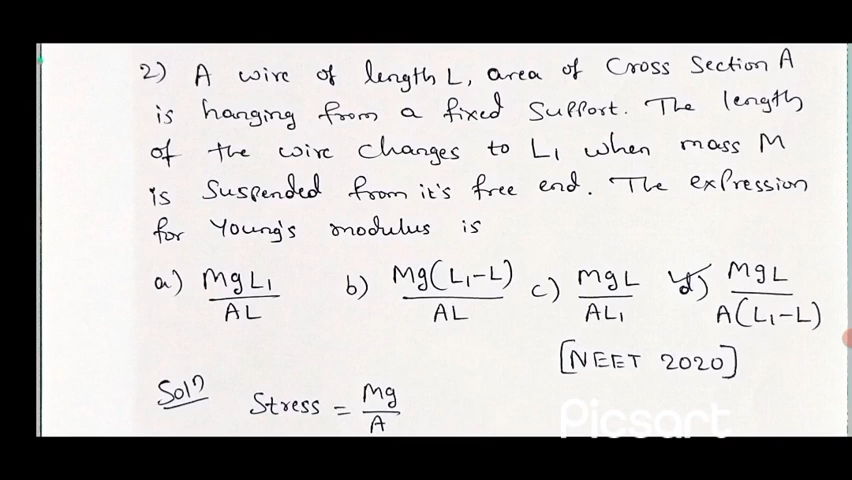 2) A wire of length L, area of Cross Section A
is hanging from a fixed Support. The length
of the wire changes to L₁ when mass M
is Suspended from it's free end. The expression
for Young's modulus is
a) MgL₁/AL b) Mg(L₁-L)/AL c) MgL/AL₁ d) MgL/A(L₁-L)
[NEET 2020]
Solⁿ Stress = Mg/A
Picsart